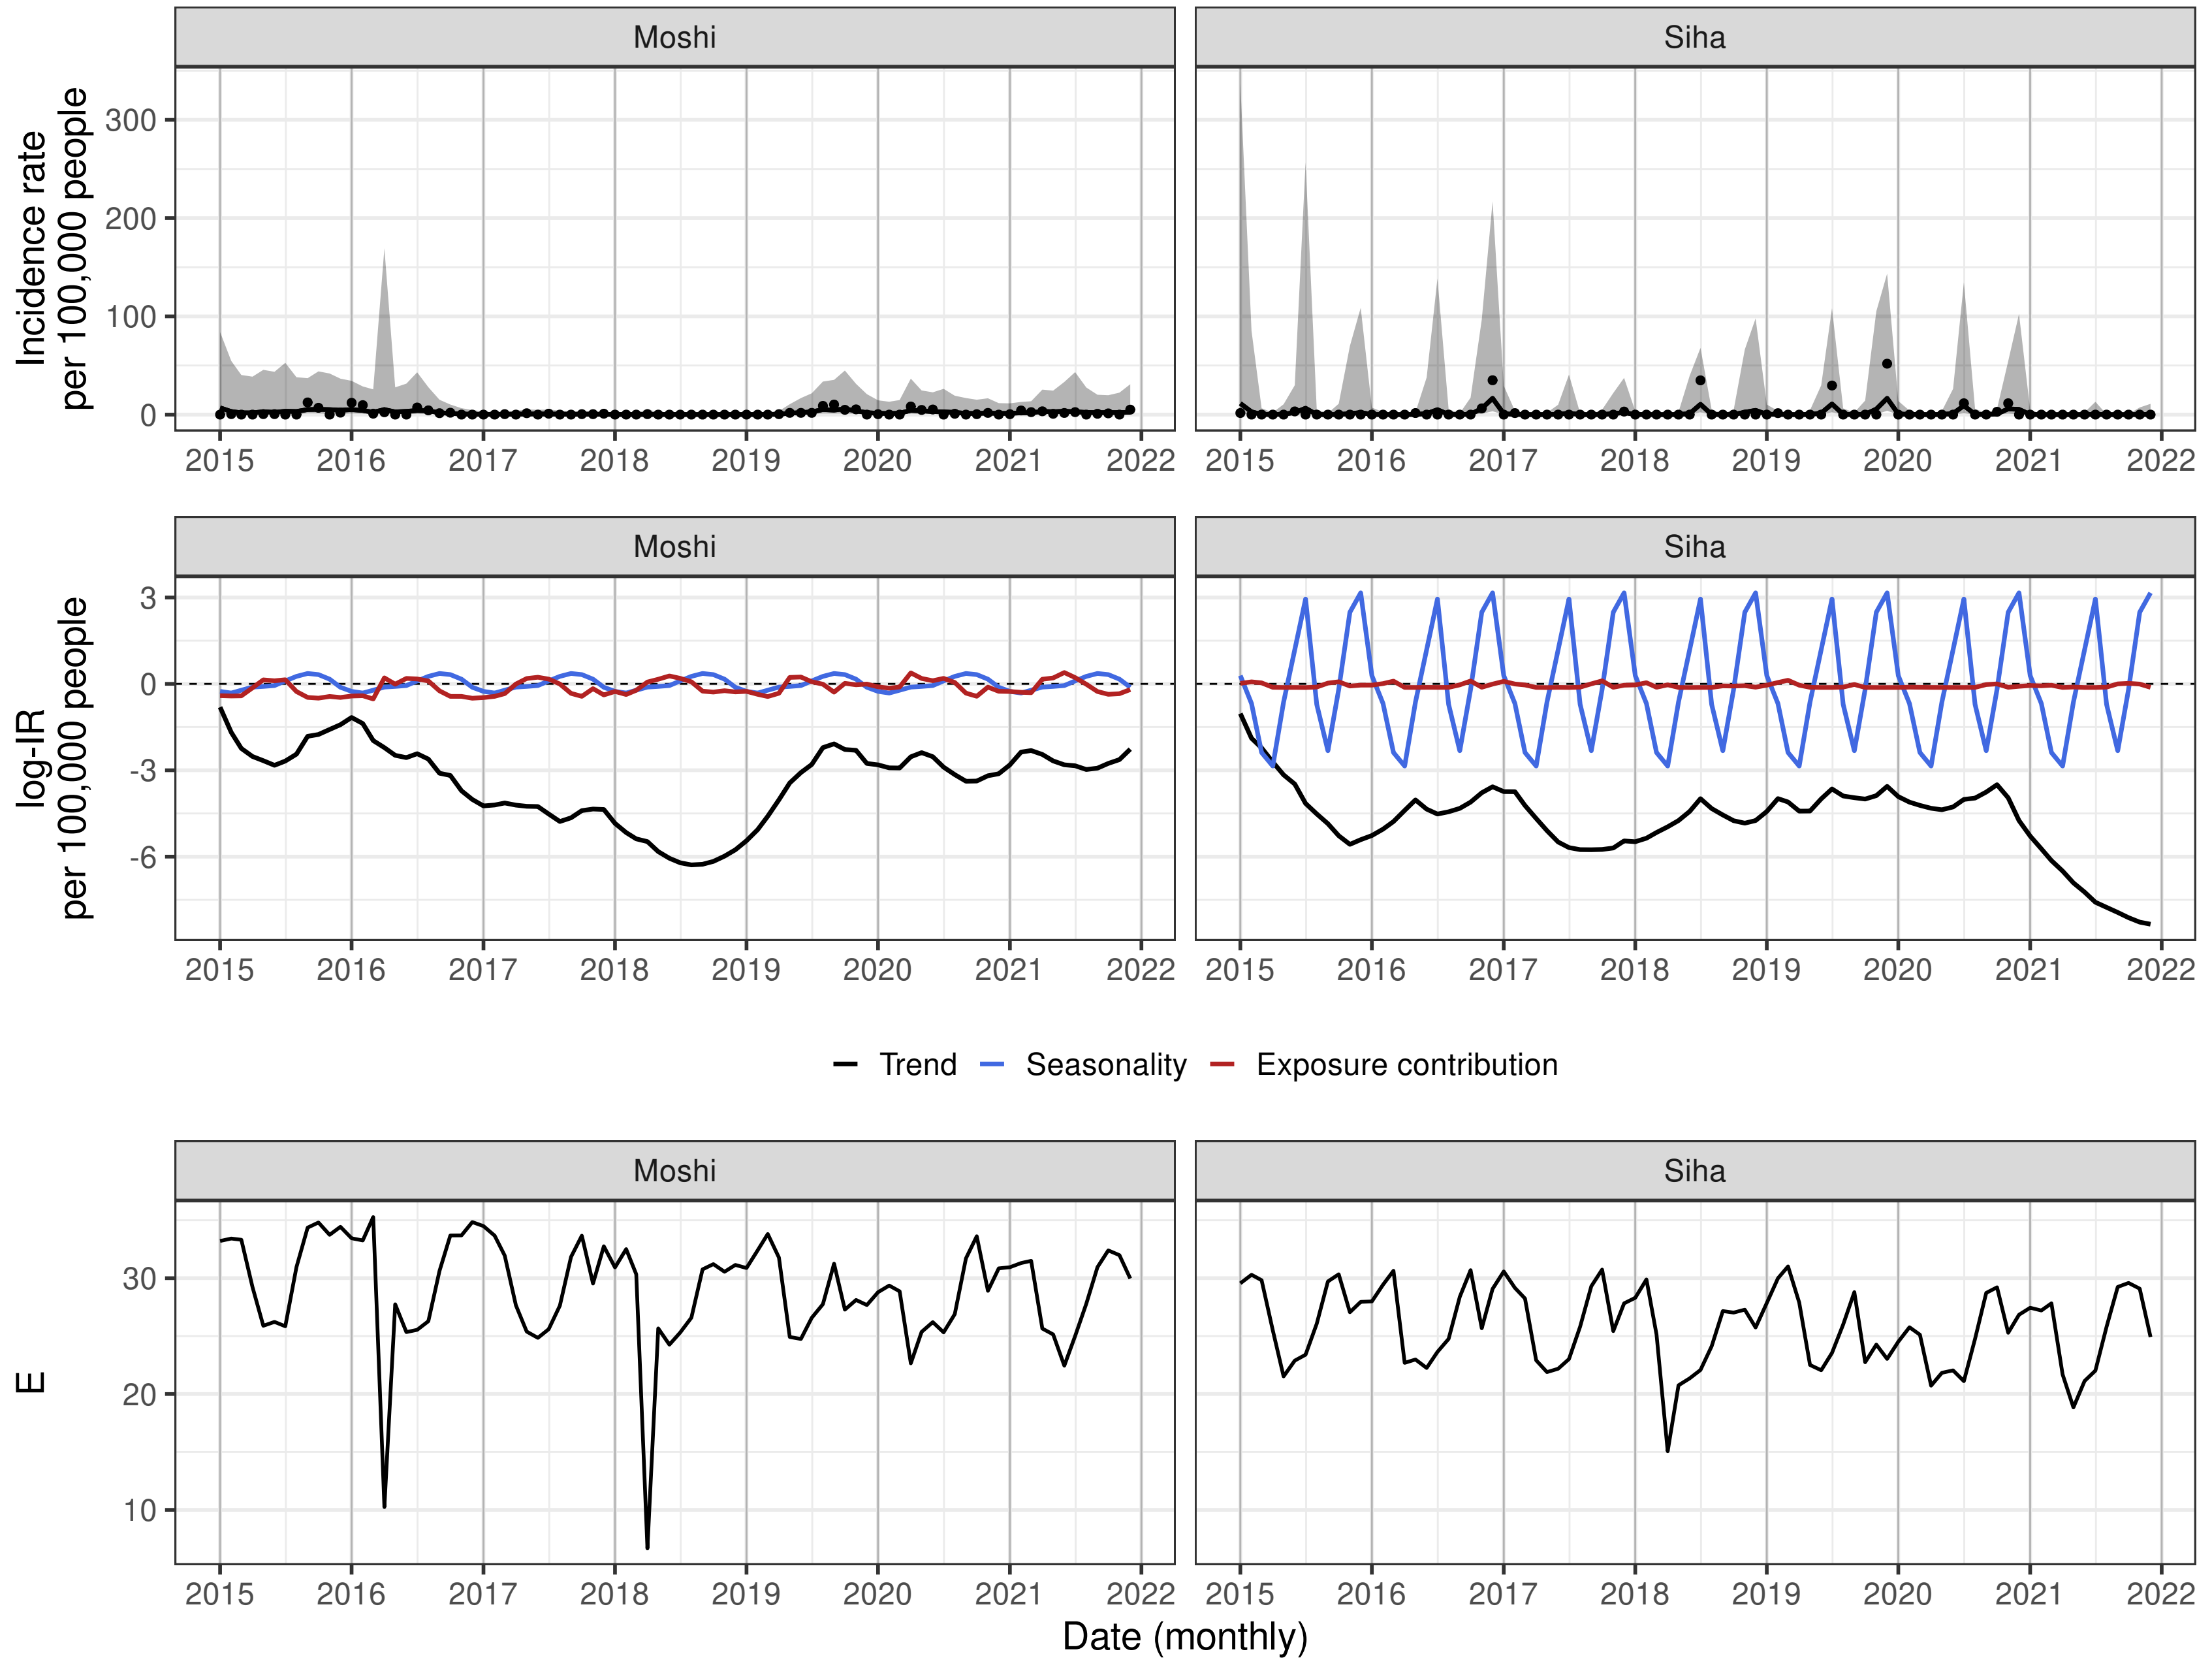 Moshi
Siha
Incidence rate
per 100,000 people
300
200
100
0
2015 2016 2017 2018 2019 2020 2021 2022
2015 2016 2017 2018 2019 2020 2021 2022
Moshi
Siha
log-IR
per 100,000 people
3
0
-3
-6
2015 2016 2017 2018 2019 2020 2021 2022
2015 2016 2017 2018 2019 2020 2021 2022
Trend Seasonality Exposure contribution
Moshi
Siha
E
30
20
10
2015 2016 2017 2018 2019 2020 2021 2022
2015 2016 2017 2018 2019 2020 2021 2022
Date (monthly)